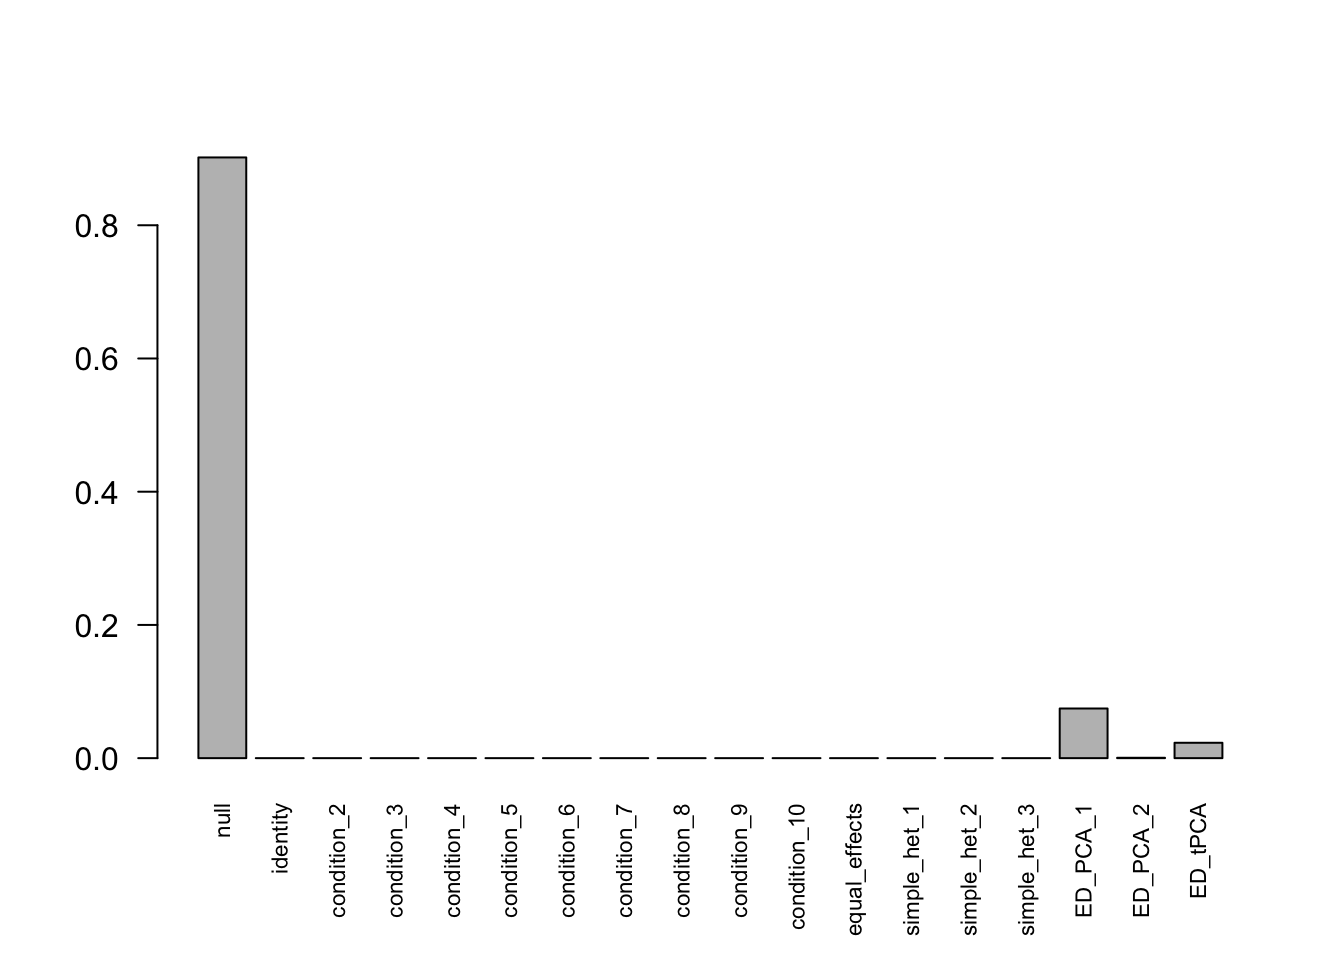 0.8
0.6
0.4
0.2
0.0
null
identity
condition_2
condition_3
condition_4
condition_5
condition_6
condition_7
condition_8
condition_9
condition_10
equal_effects
simple_het_1
simple_het_2
simple_het_3
ED_PCA_1
ED_PCA_2
ED_tPCA